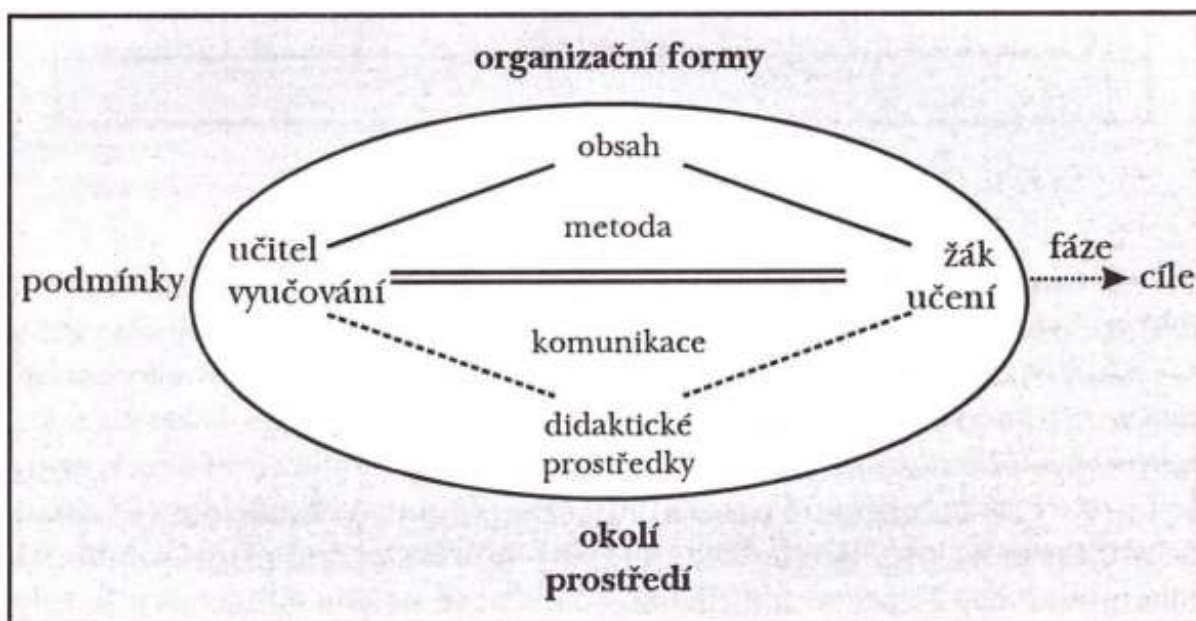 organizační formy
obsah
metoda
učitel
vyučování
podmínky
žák
učení
fáze
cíle
komunikace
didaktické
prostředky
okolí
prostředí